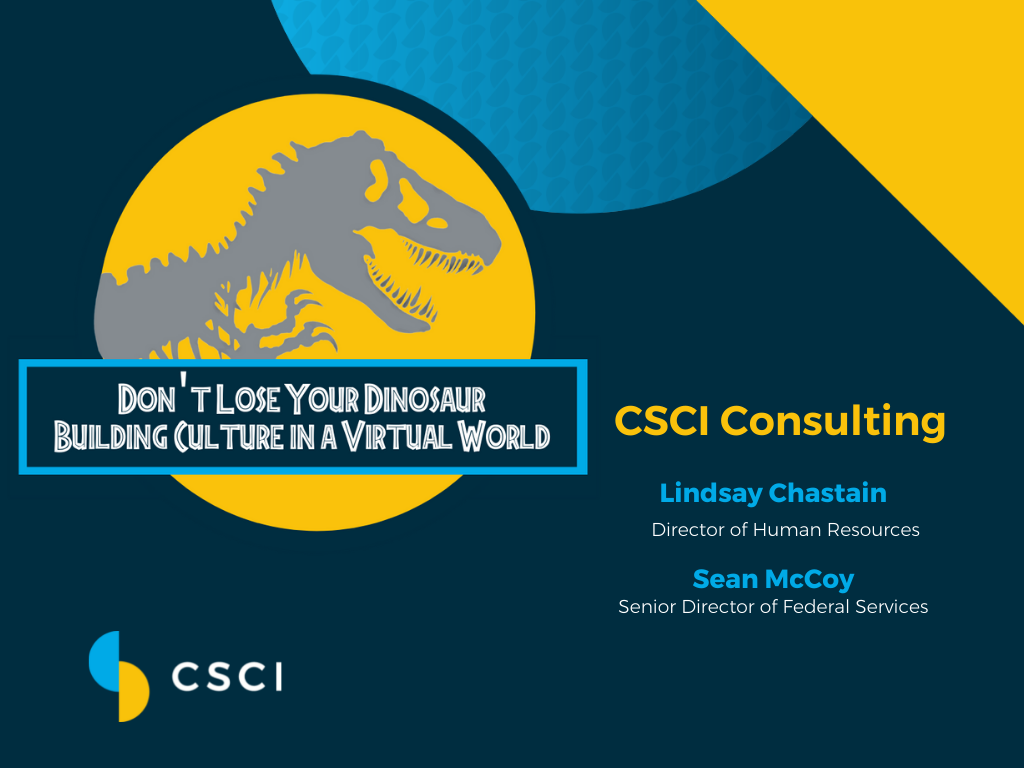 Don't Lose Your Dinosaur
Building Culture in a Virtual World
CSCI Consulting
Lindsay Chastain
Director of Human Resources
Sean McCoy
Senior Director of Federal Services
CSCI